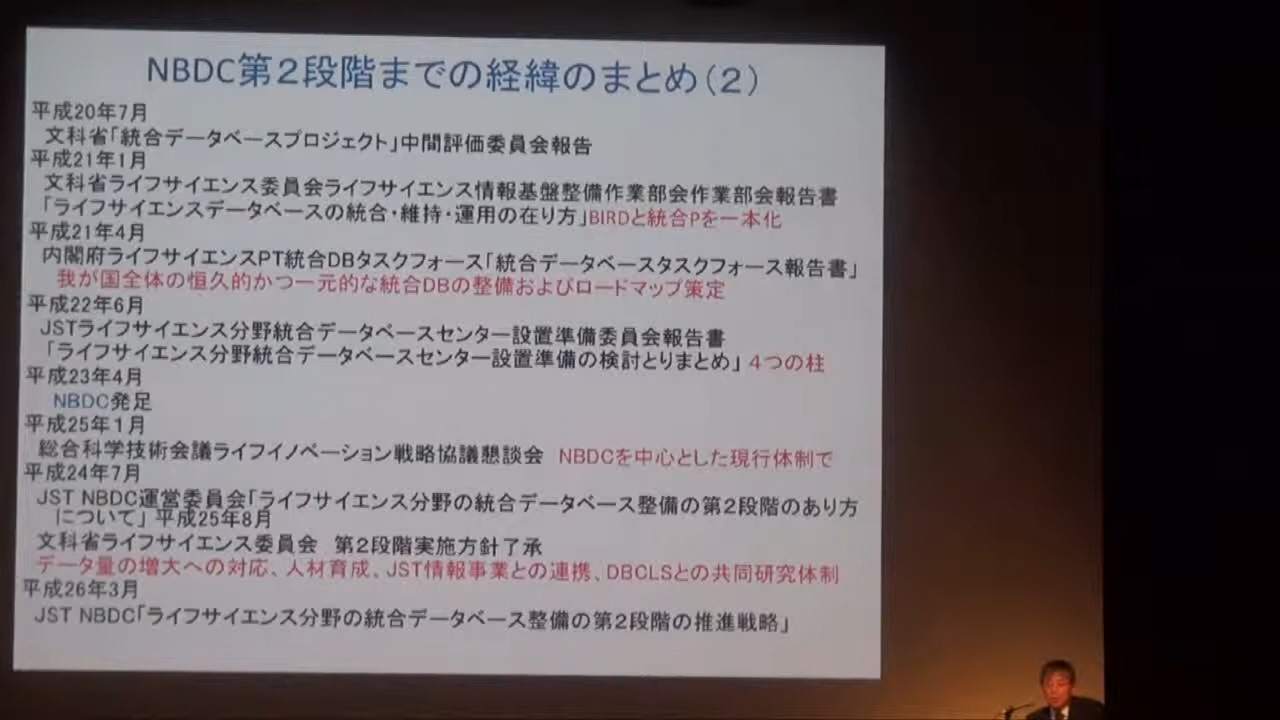 NBDC第２段階までの経緯のまとめ（２）
平成20年7月
文科省「統合データベースプロジェクト」中間評価委員会報告
平成21年1月
文科省ライフサイエンス委員会ライフサイエンス情報基盤整備作業部会作業部会報告書
「ライフサイエンスデータベースの統合・維持・運用の在り方」BIRDと統合Pを一本化
平成21年4月
内閣府ライフサイエンスPT統合DBタスクフォース「統合データベースタスクフォース報告書」
我が国全体の恒久的かつ一元的な統合DBの整備およびロードマップ策定
平成22年6月
JSTライフサイエンス分野統合データベースセンター設置準備委員会報告書
「ライフサイエンス分野統合データベースセンター設置準備の検討とりまとめ」４つの柱
平成23年4月
NBDC発足
平成25年1月
総合科学技術会議ライフイノベーション戦略協議懇談会 NBDCを中心とした現行体制で
平成24年7月
JST NBDC運営委員会「ライフサイエンス分野の統合データベース整備の第２段階のあり方
について」平成25年8月
文科省ライフサイエンス委員会 第２段階実施方針了承
データ量の増大への対応、人材育成、JST情報事業との連携、DBCLSとの共同研究体制
平成26年3月
JST NBDC「ライフサイエンス分野の統合データベース整備の第２段階の推進戦略」